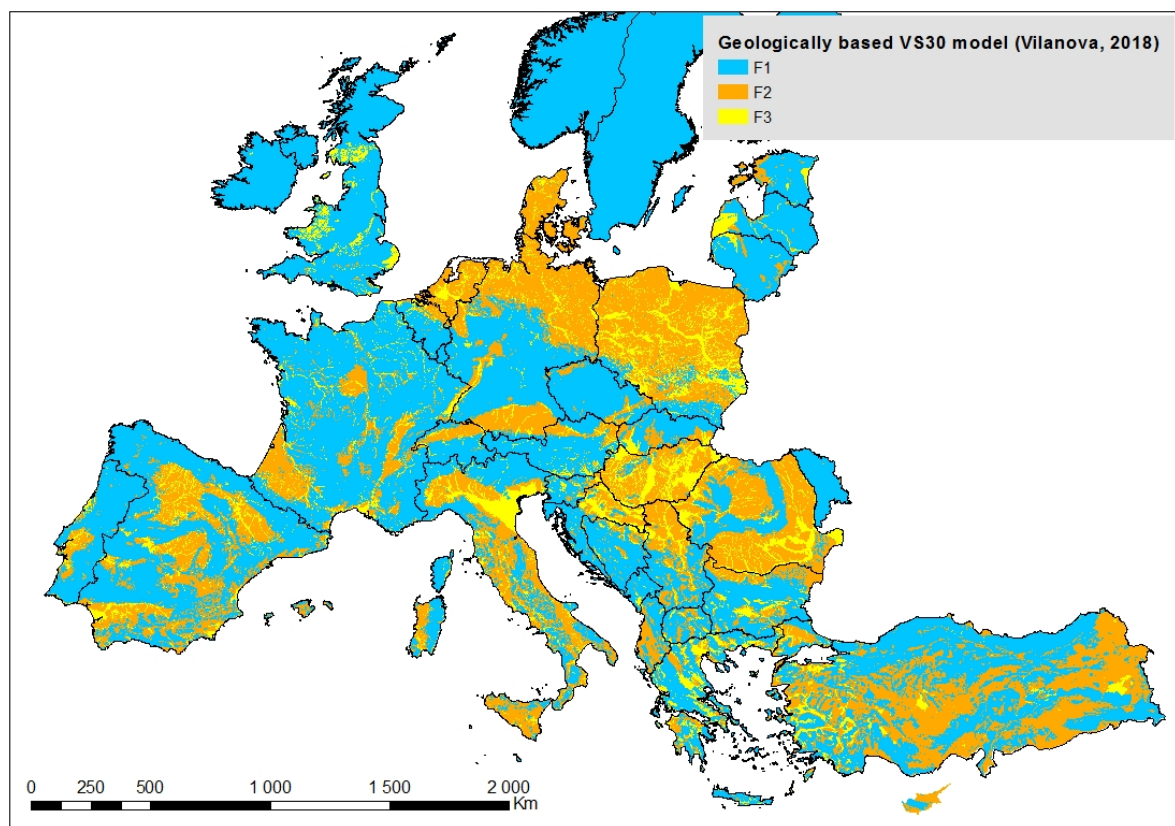 Geologically based VS30 model (Vilanova, 2018)
F1
F2
F3
0 250 500 1 000 1 500 2 000
Km